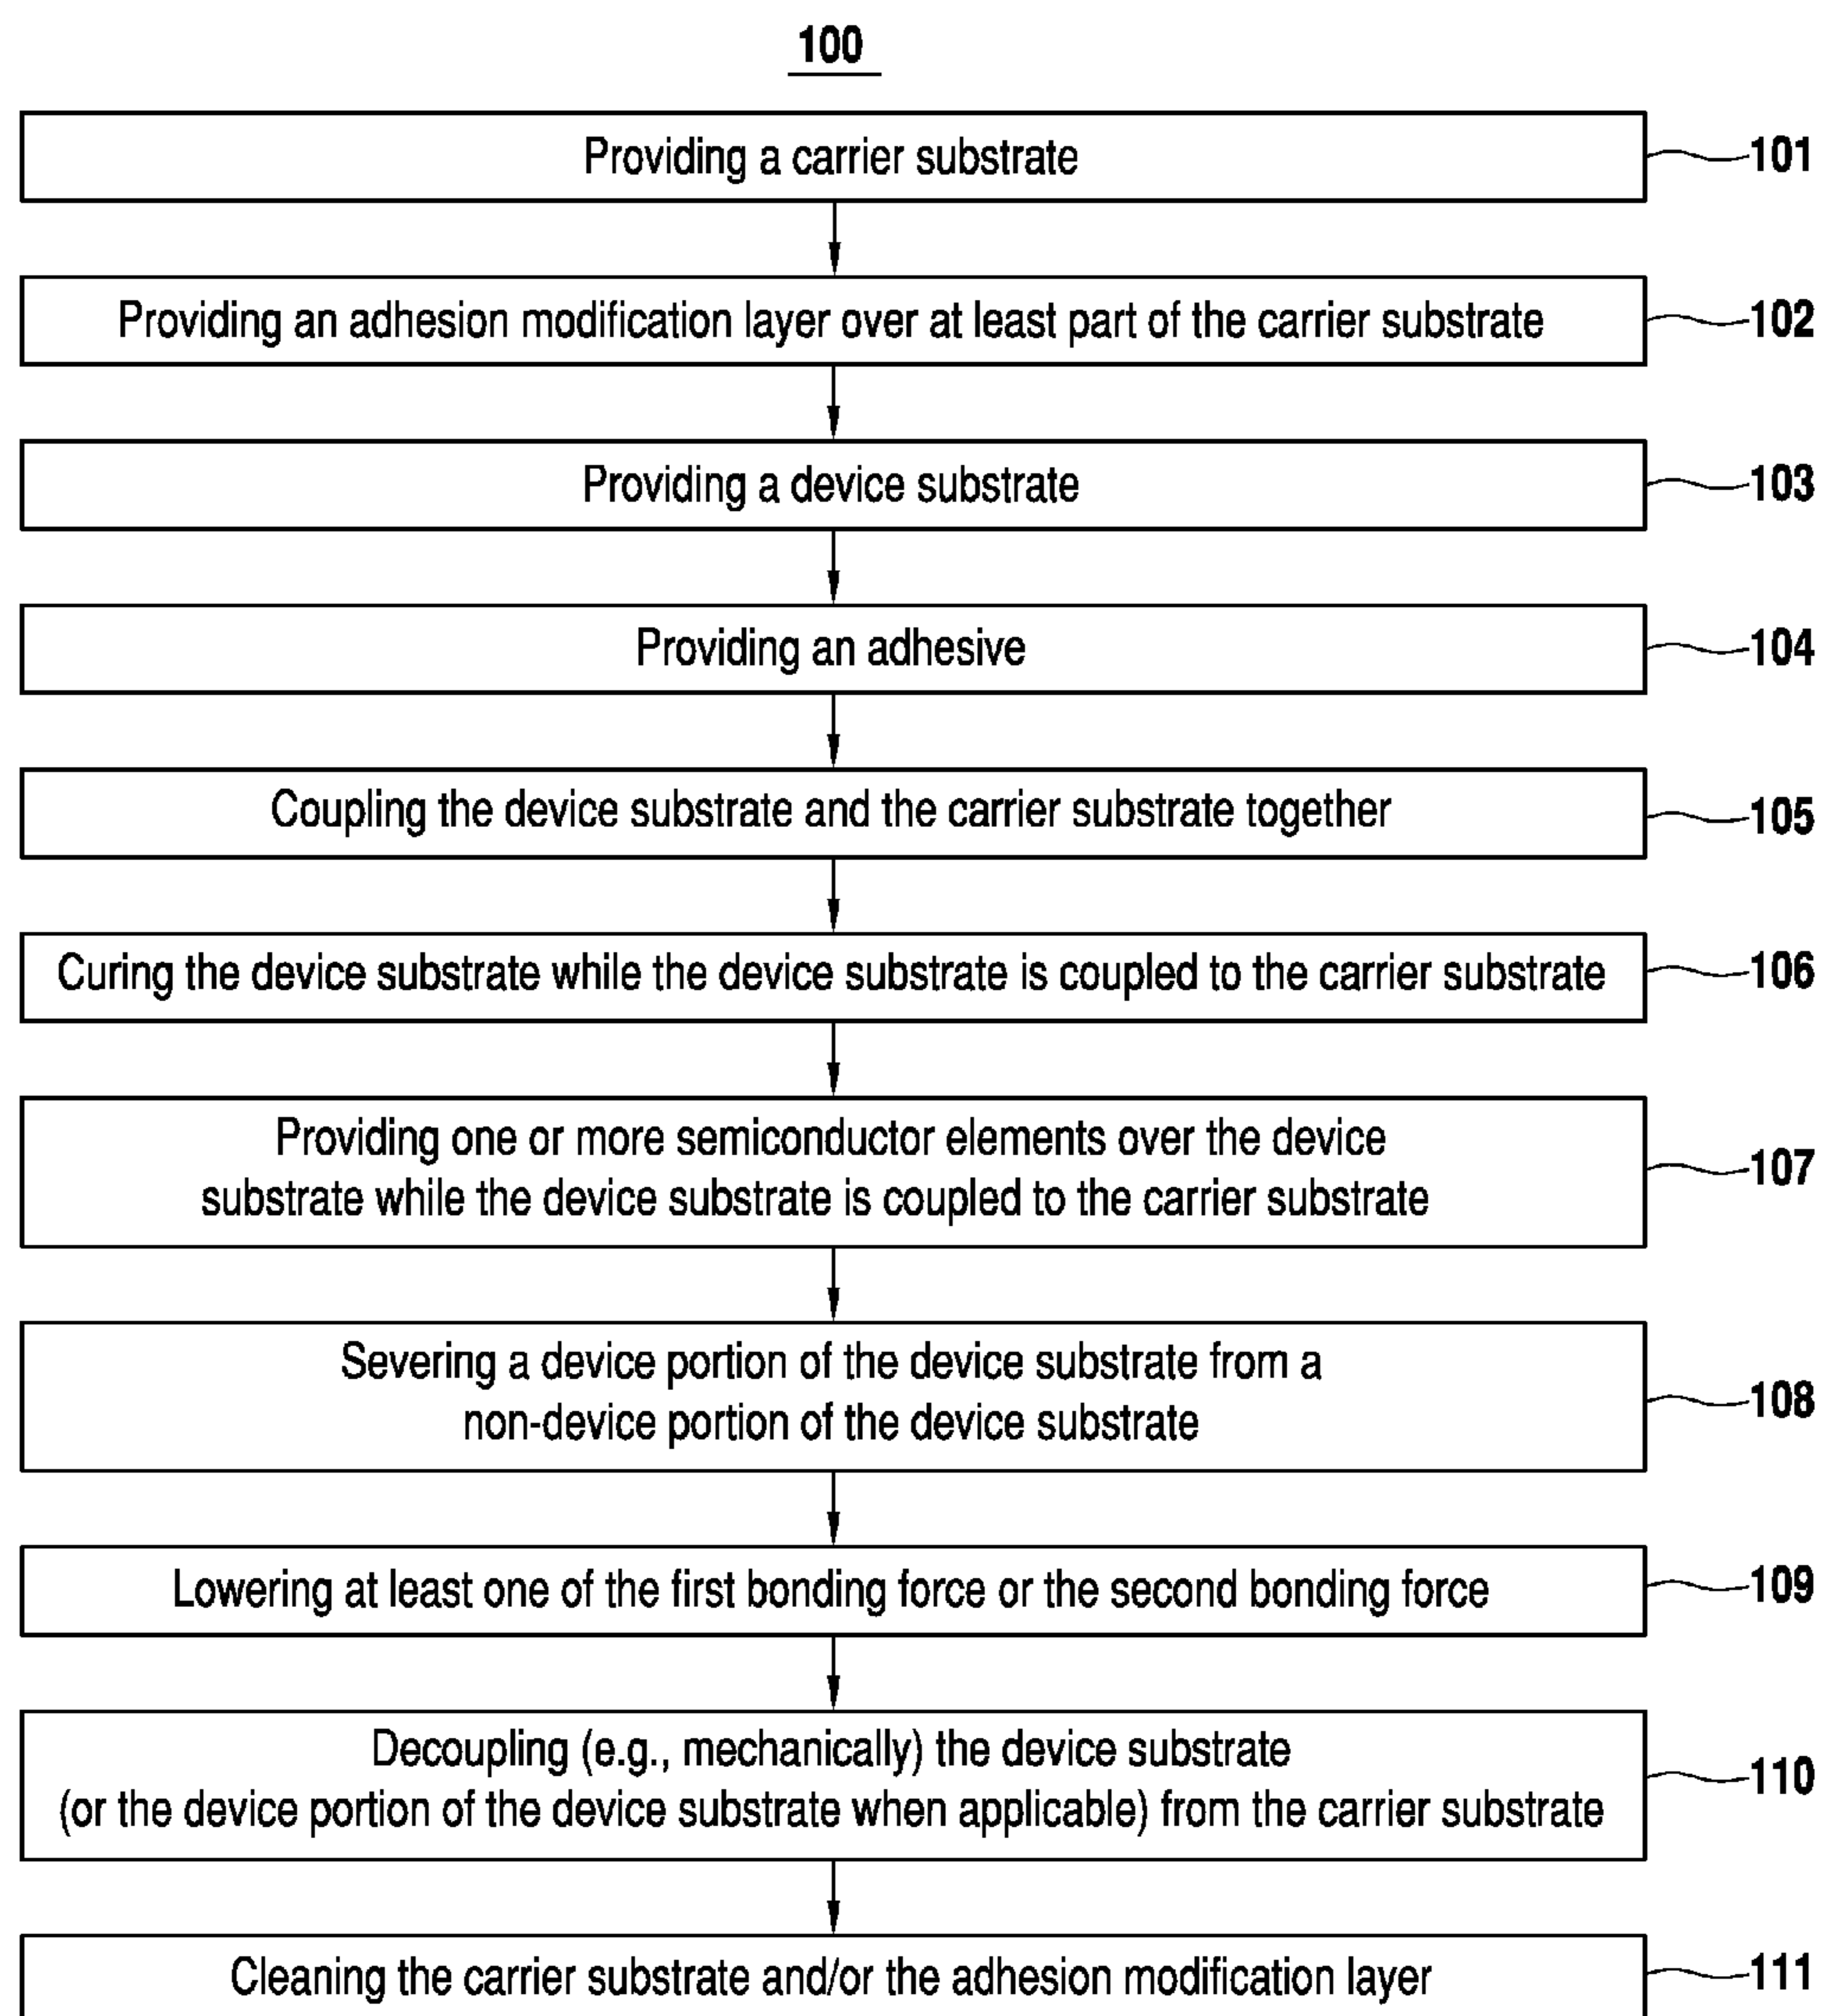 100
Providing a carrier substrate
101
Providing an adhesion modification layer over at least part of the carrier substrate
102
Providing a device substrate
103
Providing an adhesive
104
Coupling the device substrate and the carrier substrate together
105
Curing the device substrate while the device substrate is coupled to the carrier substrate
106
Providing one or more semiconductor elements over the device
substrate while the device substrate is coupled to the carrier substrate
107
Severing a device portion of the device substrate from a
non-device portion of the device substrate
108
Lowering at least one of the first bonding force or the second bonding force
109
Decoupling (e.g., mechanically) the device substrate
(or the device portion of the device substrate when applicable) from the carrier substrate
110
Cleaning the carrier substrate and/or the adhesion modification layer
111